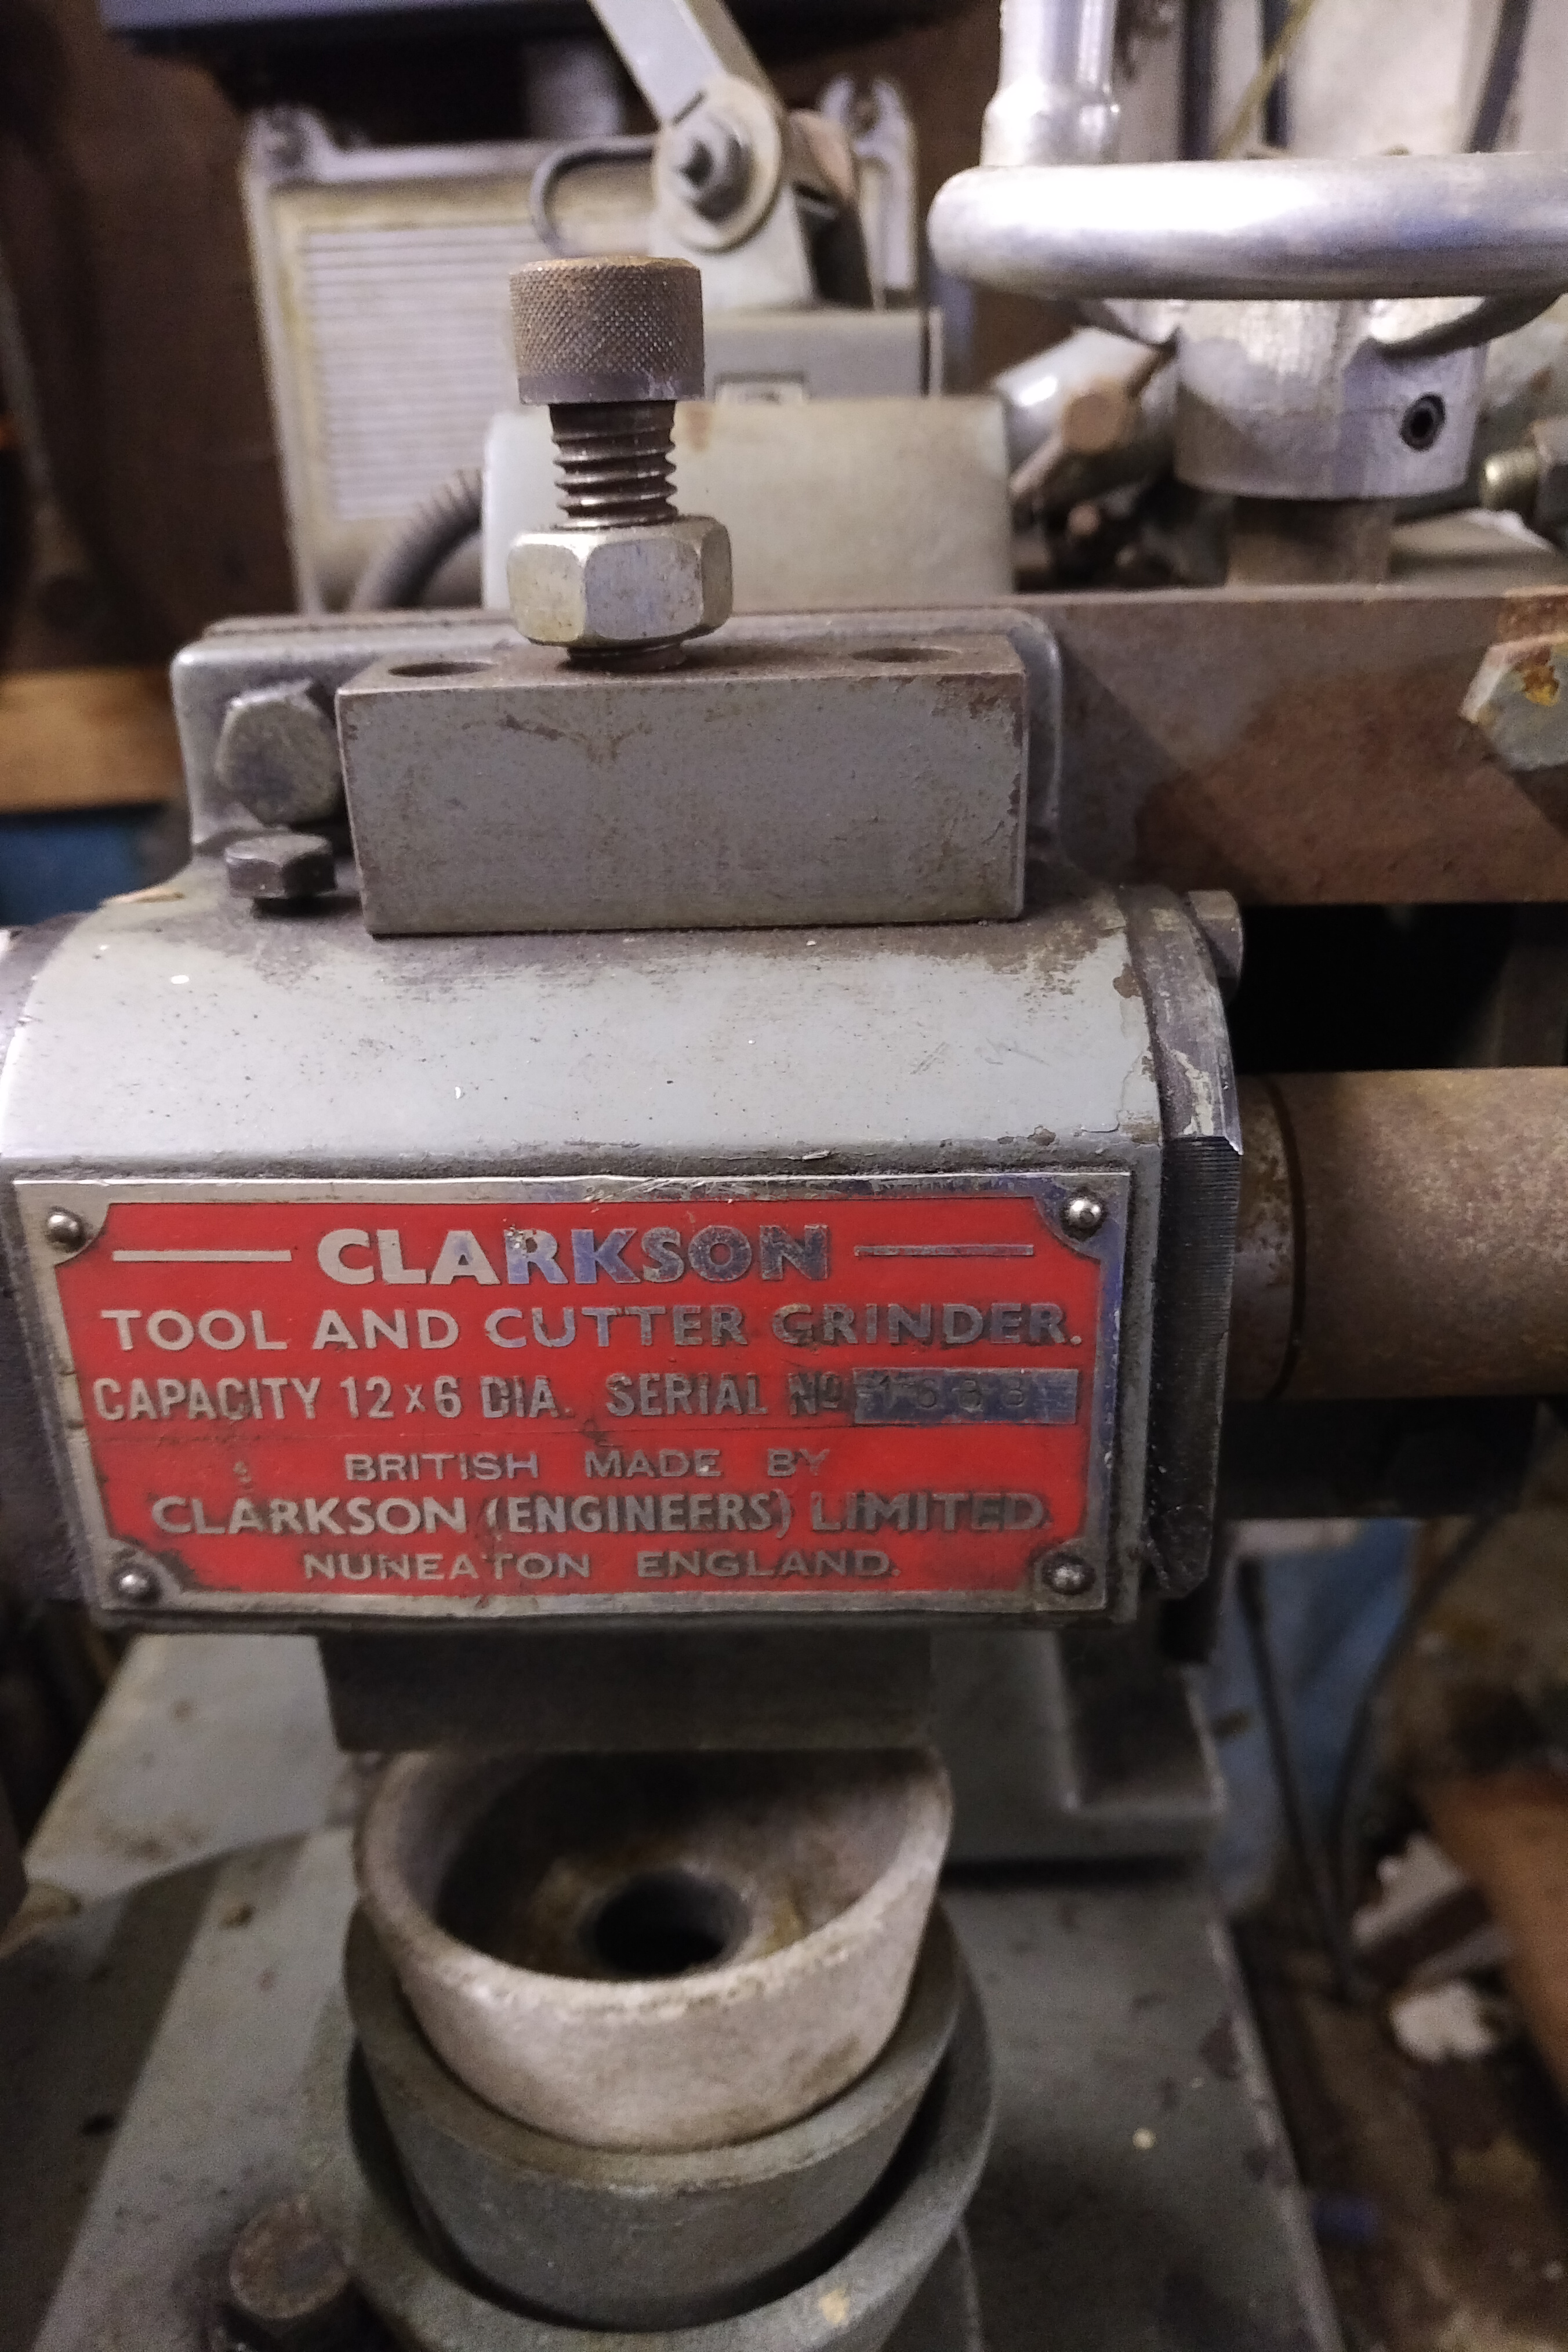 CLARKSON
TOOL AND CUTTER GRINDER.
CAPACITY 12 x 6 DIA. SERIAL Nº
BRITISH MADE BY
CLARKSON (ENGINEERS) LIMITED
NUNEATON ENGLAND.